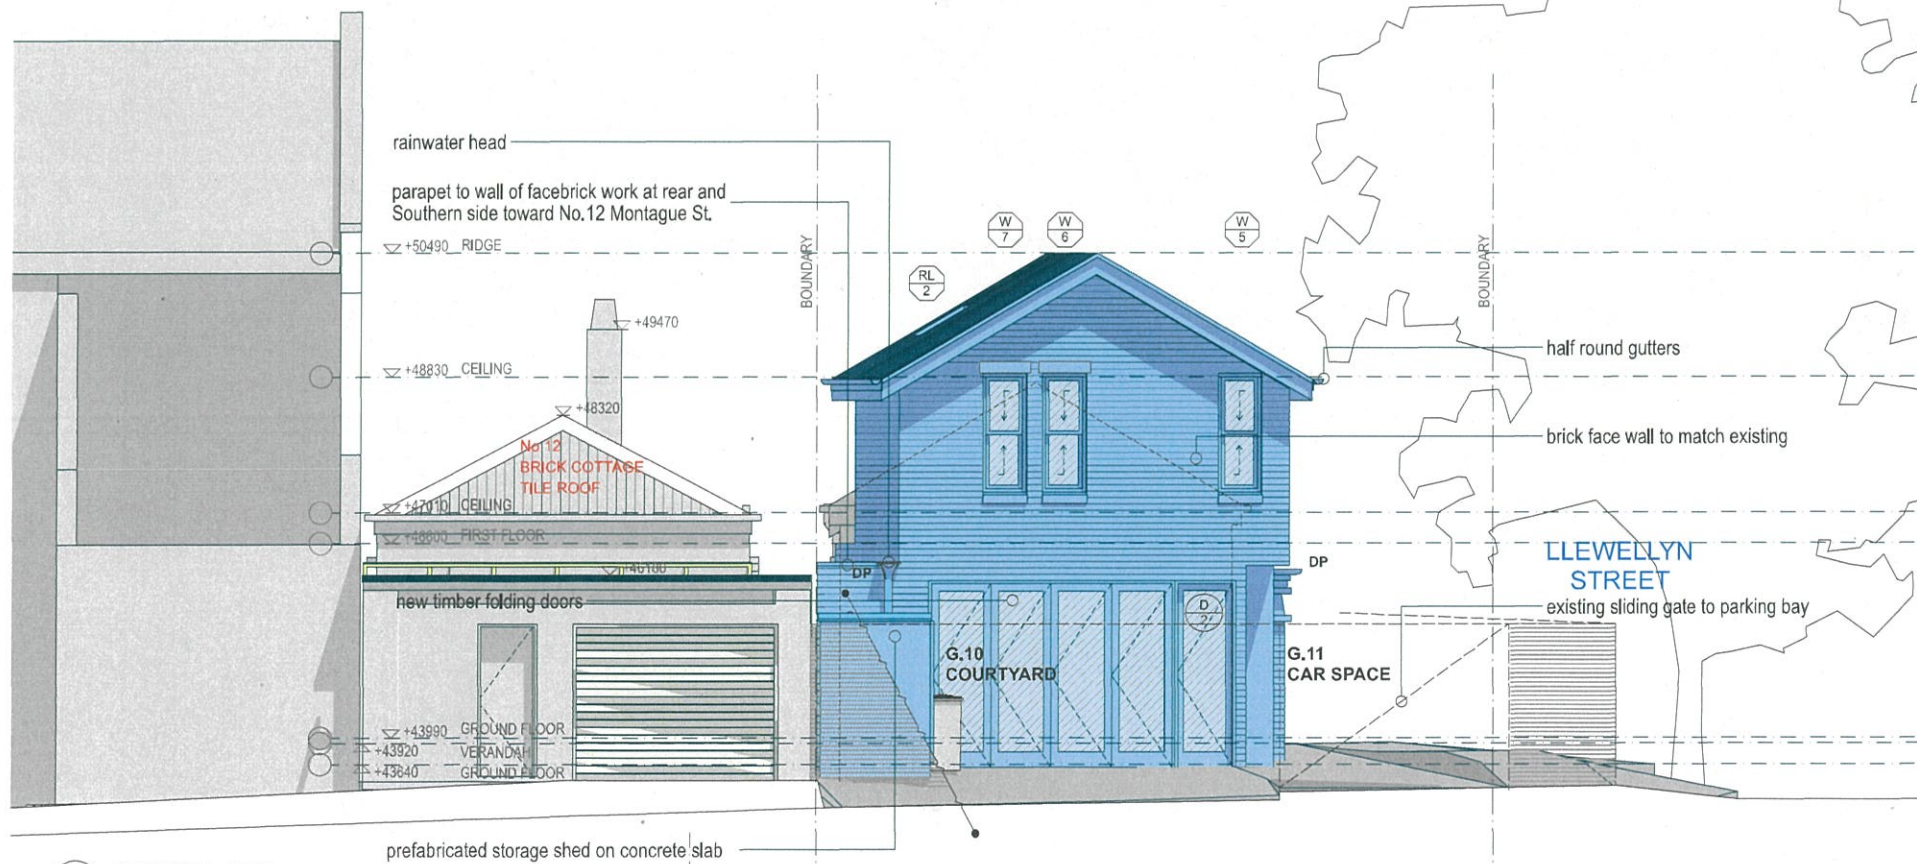 rainwater head
parapet to wall of facebrick work at rear and
Southern side toward No.12 Montague St.
+50490 RIDGE
BOUNDARY
W
7
W
6
W
5
RL
2
BOUNDARY
+49470
half round gutters
+48830 CEILING
+48320
brick face wall to match existing
No 12
BRICK COTTAGE
TILE ROOF
+47010 CEILING
FIRST FLOOR
LLEWELLYN
STREET
DP
DP
new timber folding doors
D
2
existing sliding gate to parking bay
G.10
COURTYARD
G.11
CAR SPACE
+43990 GROUND FLOOR
+43920 VERANDAH
+43640 GROUND FLOOR
prefabricated storage shed on concrete slab